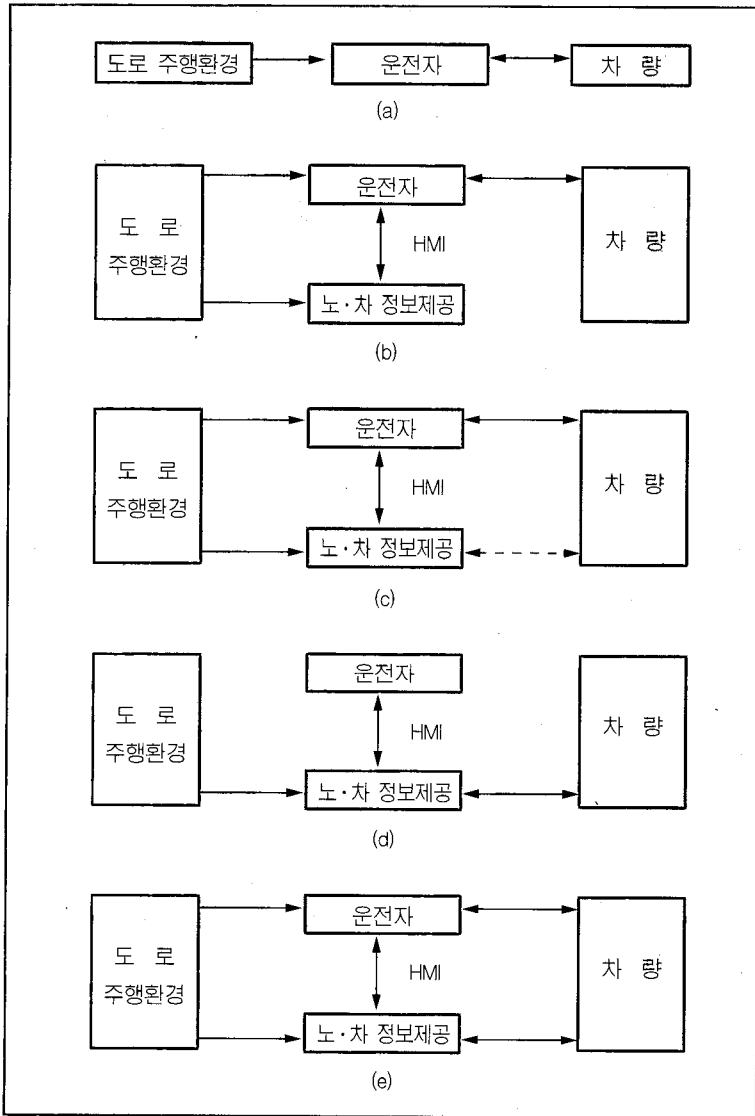 도로 주행환경 운전자 차 량
(a)
운전자
도 로
주행환경
HMI
차 량
노·차 정보제공
(b)
운전자
도 로
주행환경
HMI
차 량
노·차 정보제공
(c)
운전자
도 로
주행환경
HMI
차 량
노·차 정보제공
(d)
운전자
도 로
주행환경
HMI
차 량
노·차 정보제공
(e)